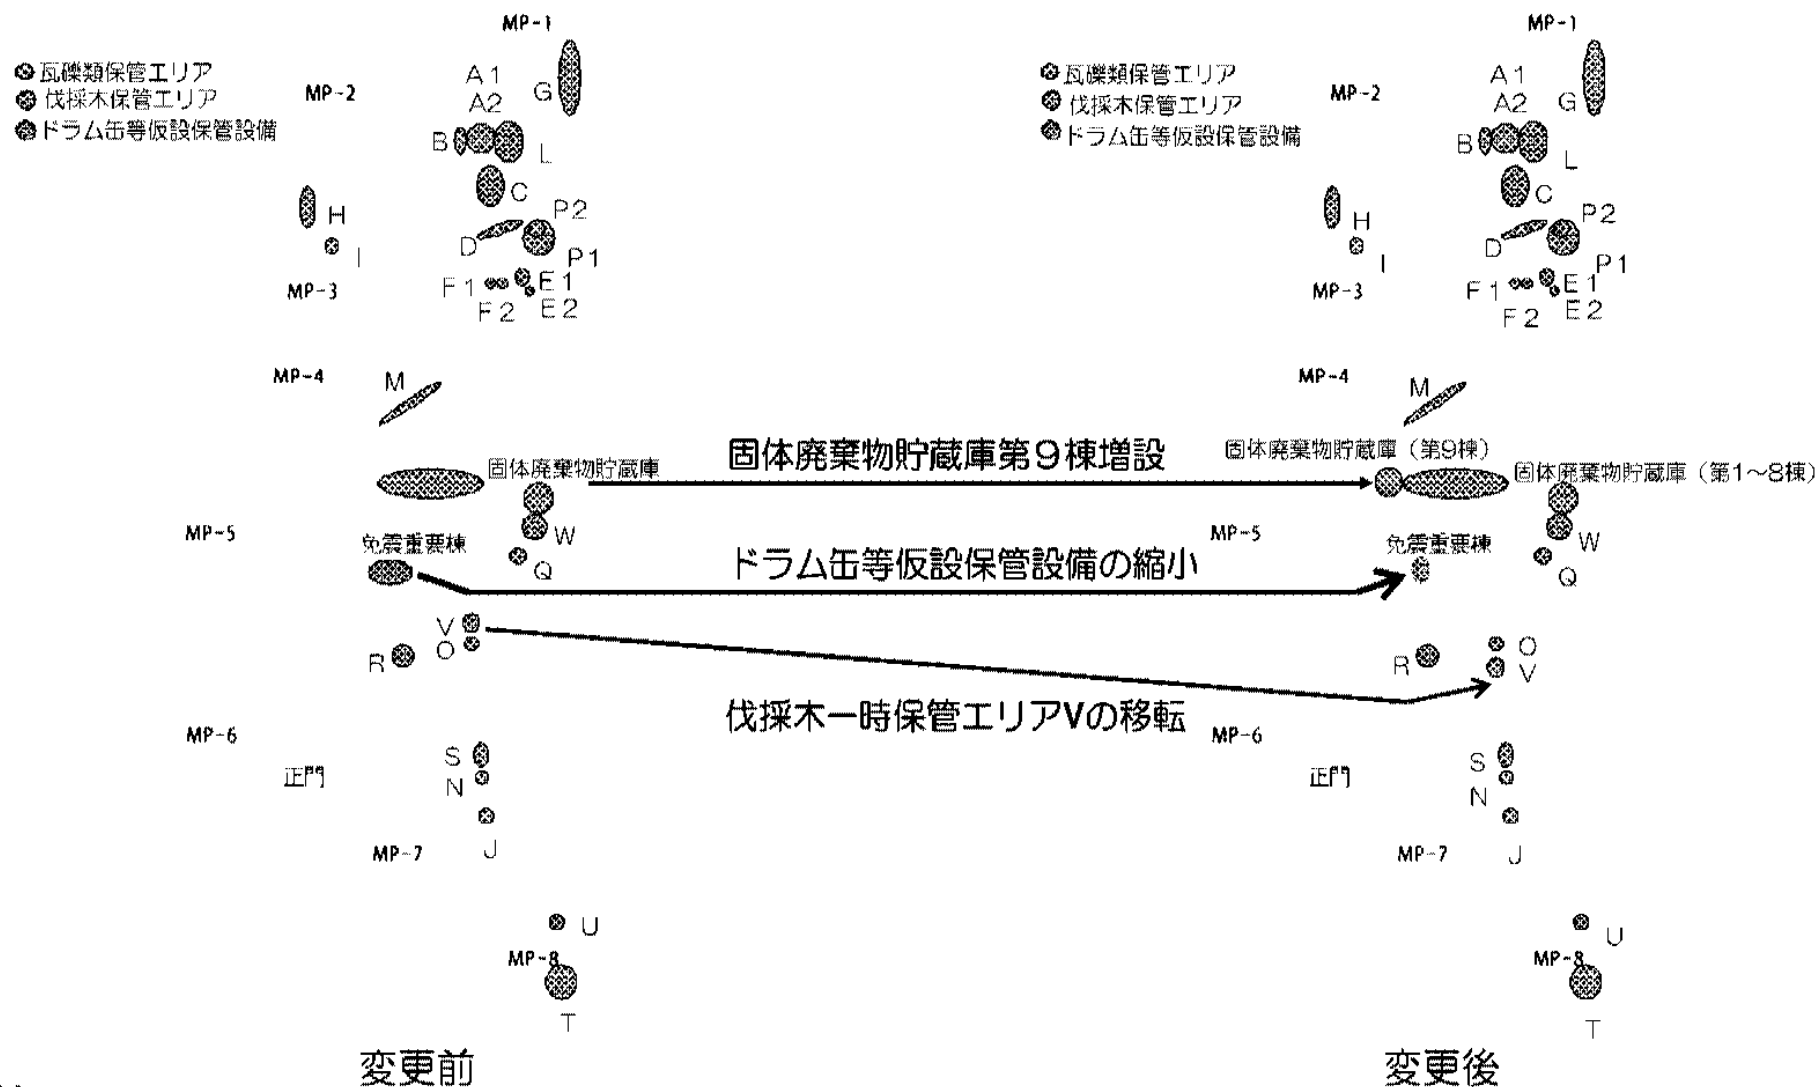 MP-1
瓦礫類保管エリア
伐採木保管エリア
ドラム缶等仮設保管設備
MP-2
A1
A2
G
B
L
C
H
I
P2
D
P1
MP-3
F1
E1
F2
E2
MP-4
M
固体廃棄物貯蔵庫
MP-5
W
免震重要棟
Q
V
O
R
MP-6
S
正門
N
MP-7
J
U
MP-8
T
変更前
固体廃棄物貯蔵庫第9棟増設
ドラム缶等仮設保管設備の縮小
伐採木一時保管エリアVの移転
MP-1
瓦礫類保管エリア
伐採木保管エリア
ドラム缶等仮設保管設備
MP-2
A1
A2
G
B
L
C
H
I
P2
D
P1
MP-3
F1
E1
F2
E2
MP-4
M
固体廃棄物貯蔵庫（第9棟）
固体廃棄物貯蔵庫（第1～8棟）
MP-5
W
免震重要棟
Q
O
R
V
MP-6
S
正門
N
MP-7
J
U
MP-8
T
変更後